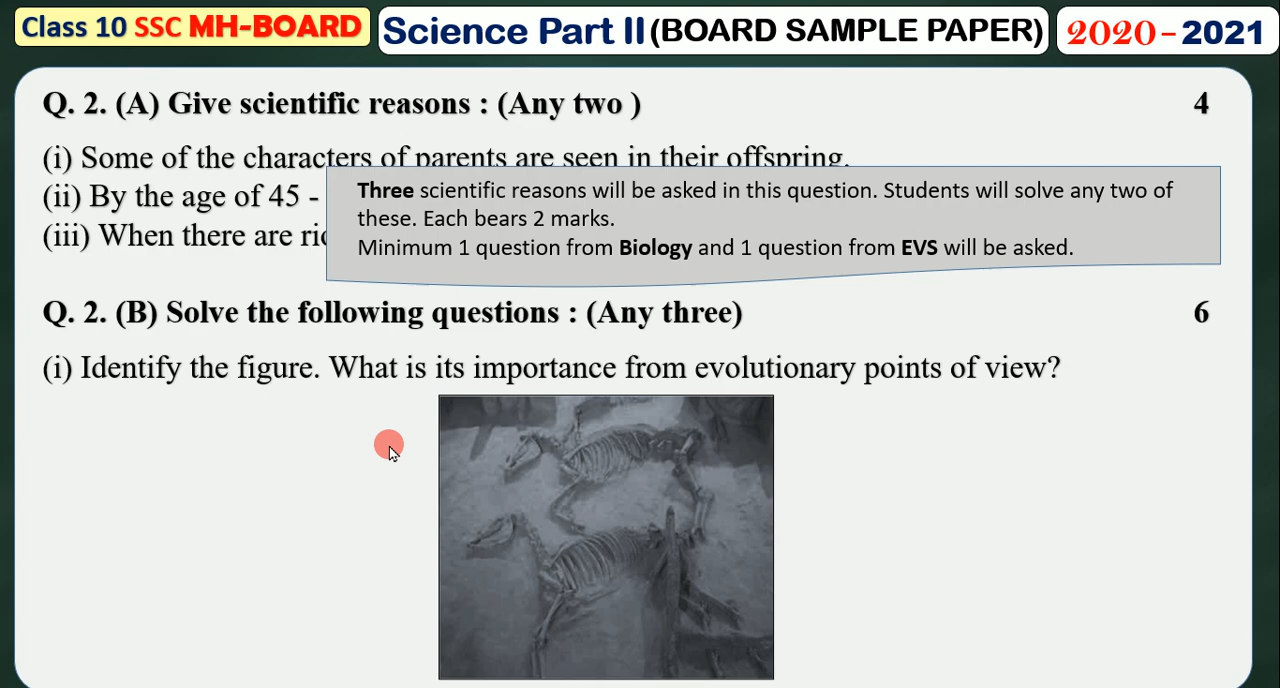 Class 10 SSC MH-BOARD Science Part II (BOARD SAMPLE PAPER) 2020 - 2021
Q. 2. (A) Give scientific reasons : (Any two ) 4
(i) Some of the characters of parents are seen in their offspring.
(ii) By the age of 45 -
(iii) When there are
Three scientific reasons will be asked in this question. Students will solve any two of
these. Each bears 2 marks.
Minimum 1 question from Biology and 1 question from EVS will be asked.
Q. 2. (B) Solve the following questions : (Any three) 6
(i) Identify the figure. What is its importance from evolutionary points of view?